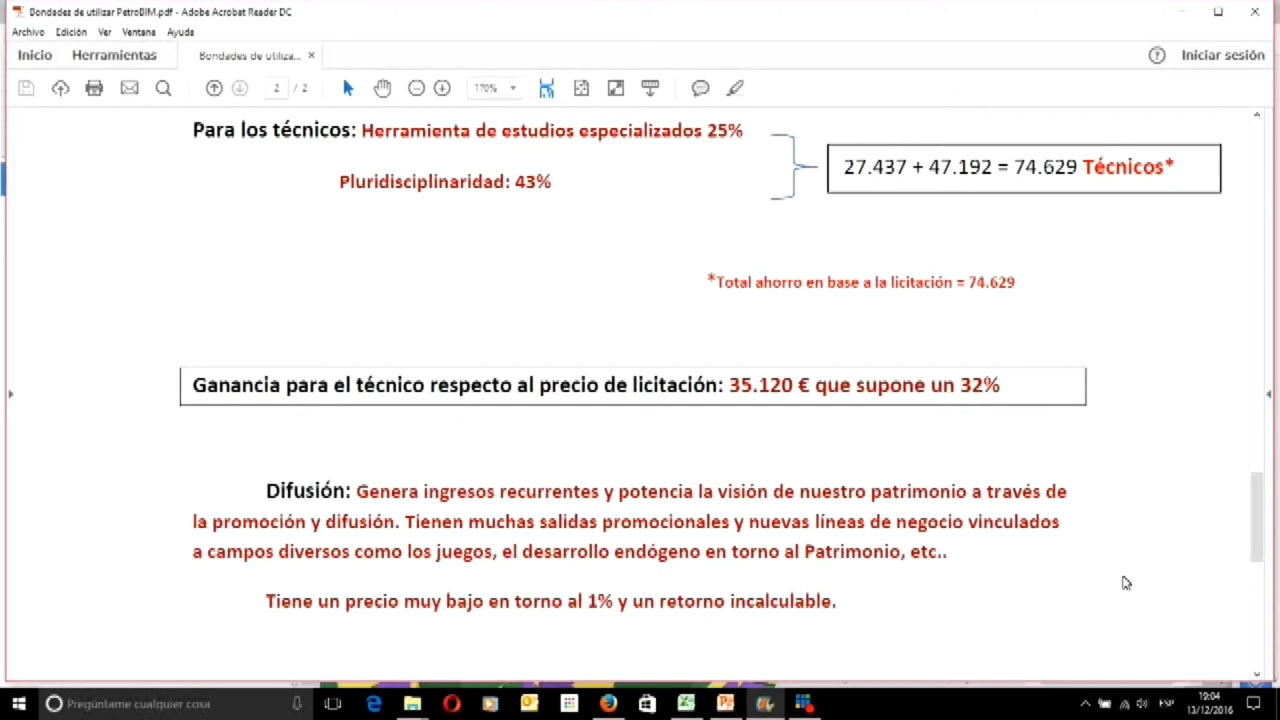 Bondades de utilizar PetroBIM.pdf - Adobe Acrobat Reader DC
Archivo Edición Ver Ventana Ayuda
Inicio Herramientas Bondades de utiliza... × Iniciar sesión
2 / 2 170%
Para los técnicos: Herramienta de estudios especializados 25%
Pluridisciplinaridad: 43%
27.437 + 47.192 = 74.629 Técnicos*
*Total ahorro en base a la licitación = 74.629
Ganancia para el técnico respecto al precio de licitación: 35.120 € que supone un 32%
Difusión: Genera ingresos recurrentes y potencia la visión de nuestro patrimonio a través de
la promoción y difusión. Tienen muchas salidas promocionales y nuevas líneas de negocio vinculados
a campos diversos como los juegos, el desarrollo endógeno en torno al Patrimonio, etc..
Tiene un precio muy bajo en torno al 1% y un retorno incalculable.
Pregúntame cualquier cosa
ESP
19:04
13/12/2016